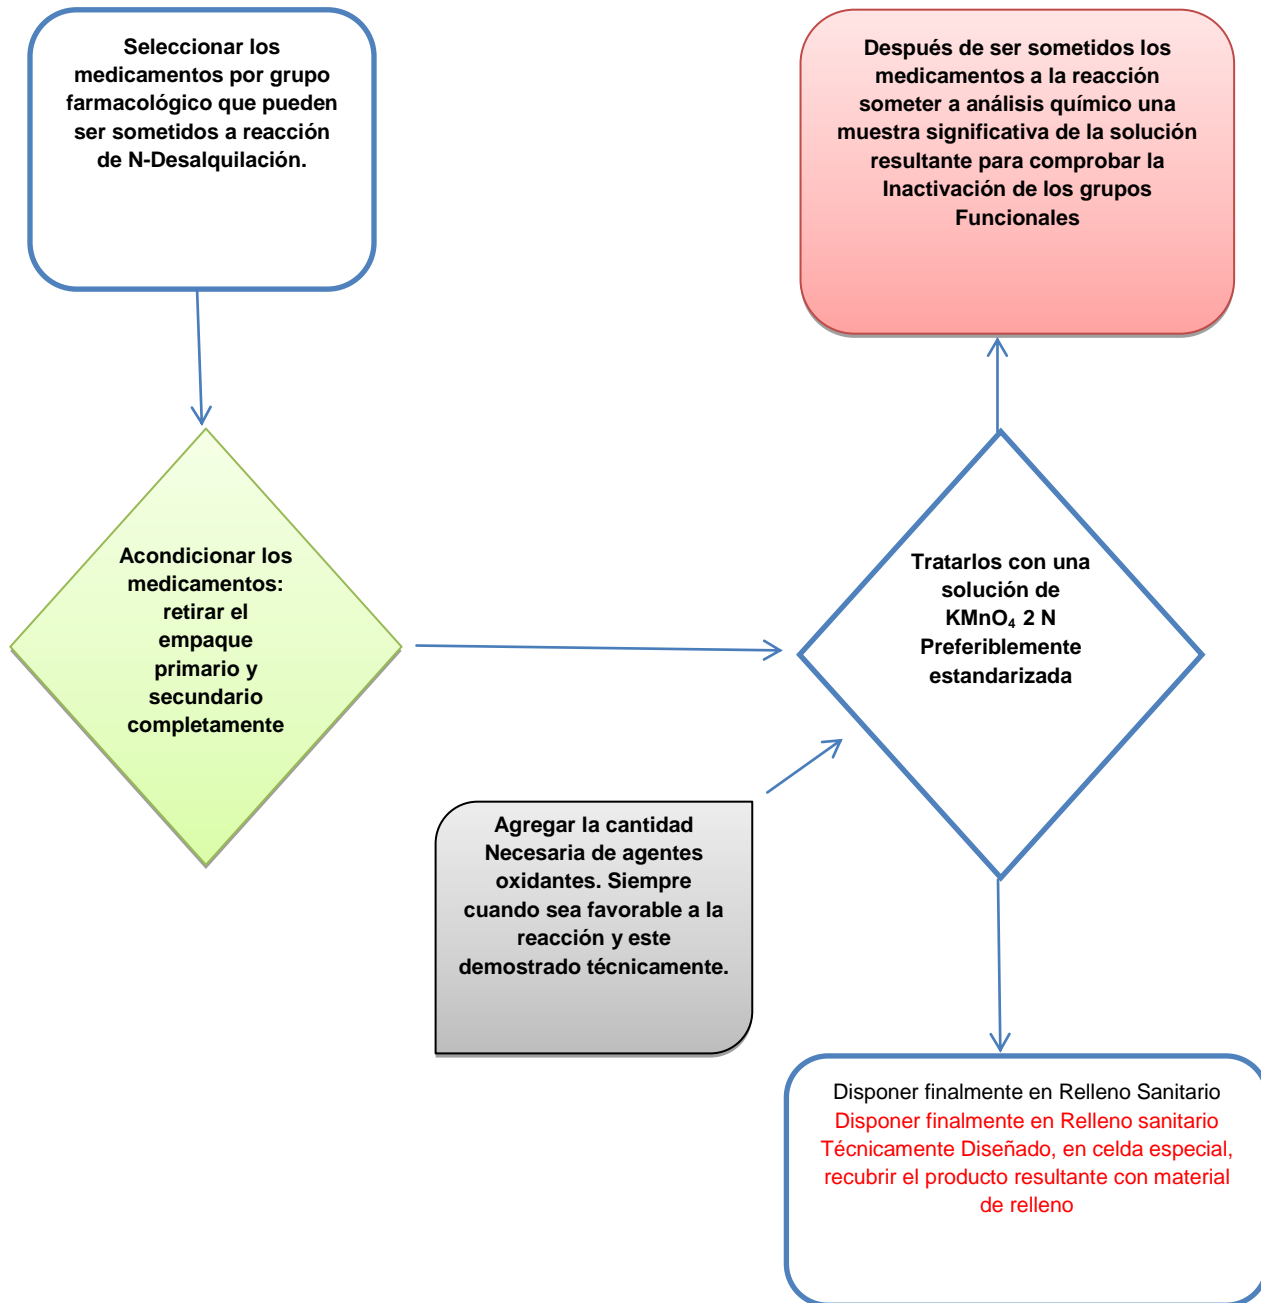 Seleccionar los
medicamentos por grupo
farmacológico que pueden
ser sometidos a reacción
de N-Desalquilación.
Después de ser sometidos los
medicamentos a la reacción
someter a análisis químico una
muestra significativa de la solución
resultante para comprobar la
Inactivación de los grupos
Funcionales
Acondicionar los
medicamentos:
retirar el
empaque
primario y
secundario
completamente
Tratarlos con una
solución de
KMnO₄ 2 N
Preferiblemente
estandarizada
Agregar la cantidad
Necesaria de agentes
oxidantes. Siempre
cuando sea favorable a la
reacción y este
demostrado técnicamente.
Disponer finalmente en Relleno Sanitario
Disponer finalmente en Relleno sanitario
Técnicamente Diseñado, en celda especial,
recubrir el producto resultante con material
de relleno